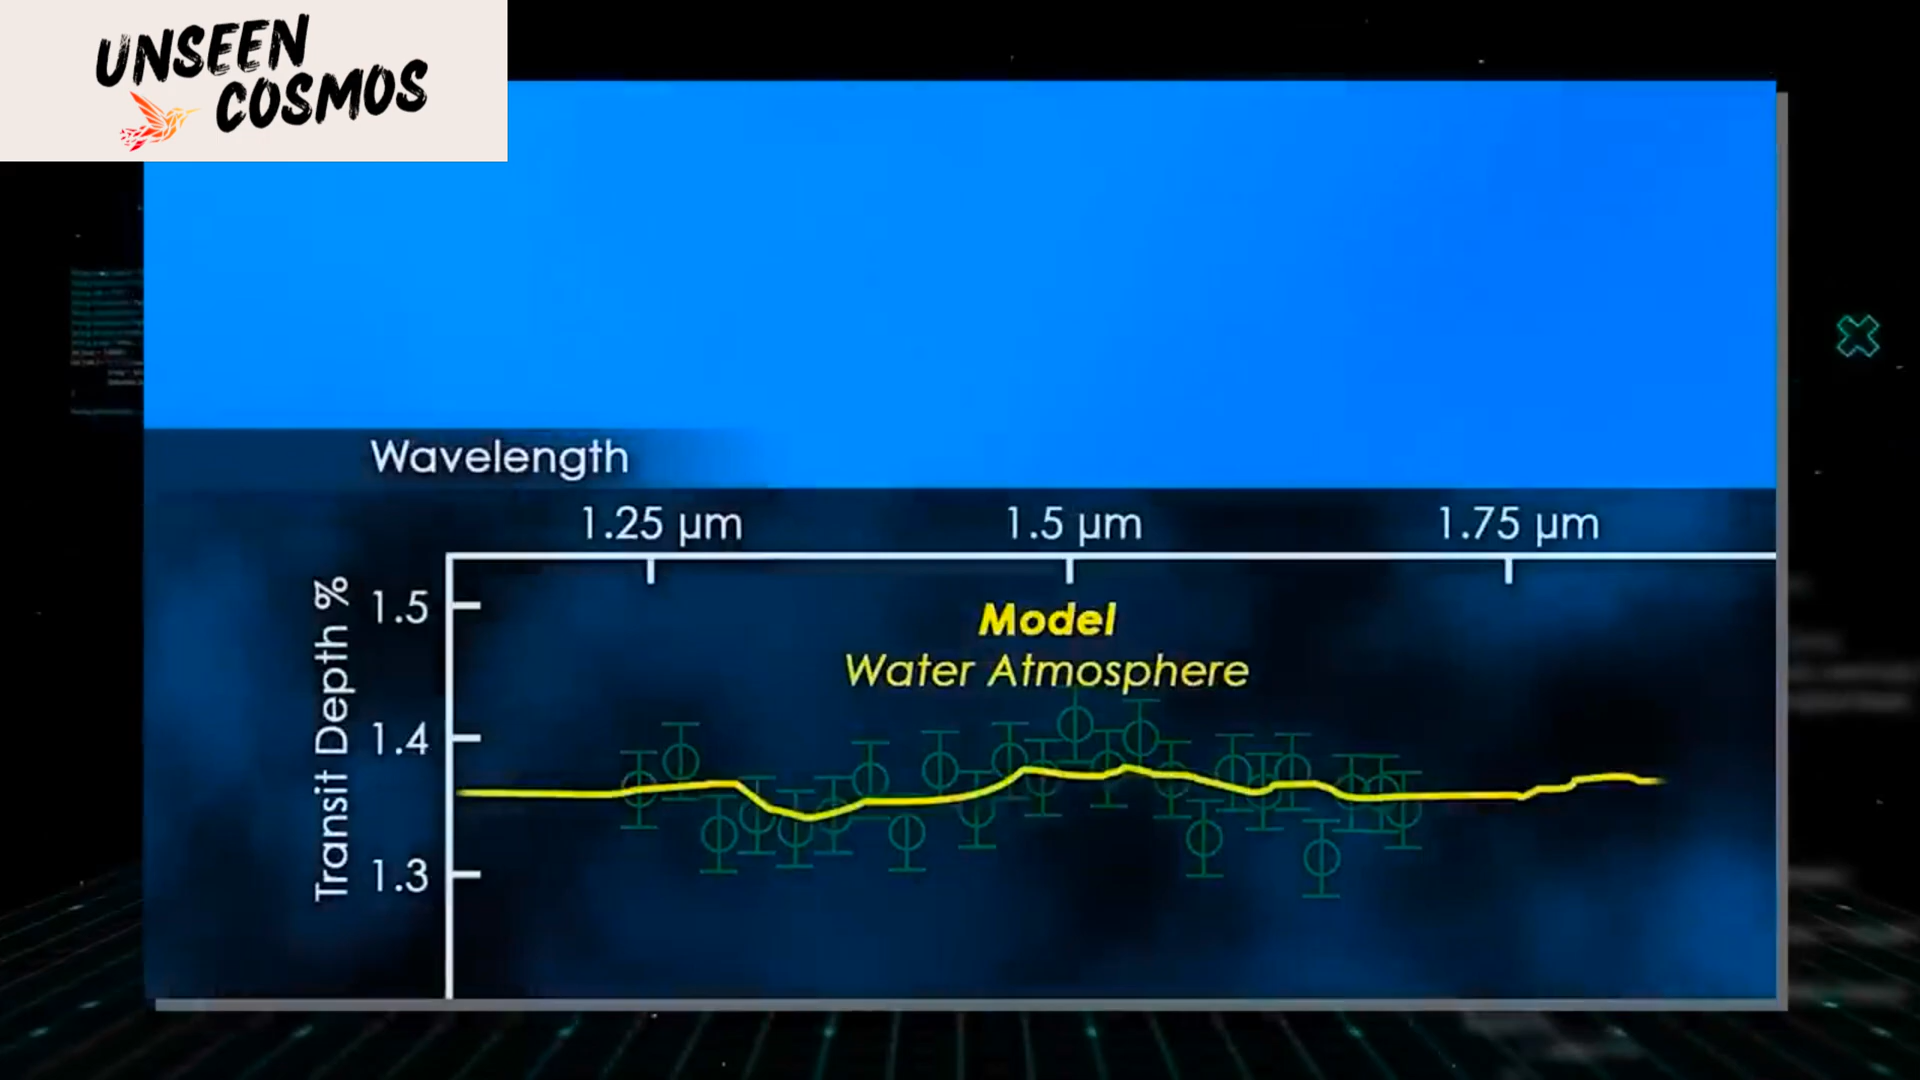 UNSEEN
COSMOS
Wavelength
1.25 µm
1.5 µm
1.75 µm
Transit Depth %
1.5
1.4
1.3
Model
Water Atmosphere